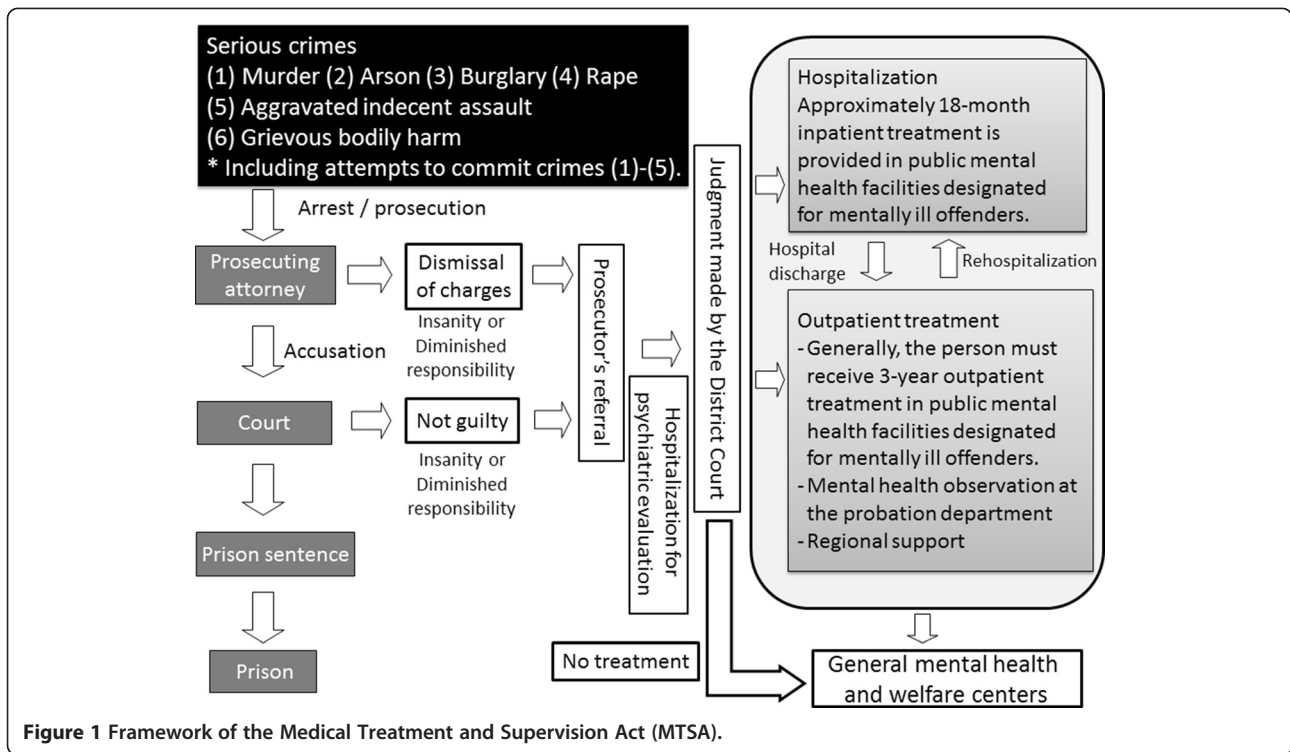 Serious crimes
(1) Murder (2) Arson (3) Burglary (4) Rape
(5) Aggravated indecent assault
(6) Grievous bodily harm
* Including attempts to commit crimes (1)-(5).
Arrest / prosecution
Prosecuting
attorney
Dismissal
of charges
Insanity or
Diminished
responsibility
Accusation
Court
Not guilty
Insanity or
Diminished
responsibility
Prison sentence
Prison
Prosecutor's referral
Hospitalization for
psychiatric evaluation
Judgment made by the District Court
No treatment
Hospitalization
Approximately 18-month
inpatient treatment is
provided in public mental
health facilities designated
for mentally ill offenders.
Hospital
discharge
Rehospitalization
Outpatient treatment
- Generally, the person must
receive 3-year outpatient
treatment in public mental
health facilities designated
for mentally ill offenders.
- Mental health observation at
the probation department
- Regional support
General mental health
and welfare centers
Figure 1 Framework of the Medical Treatment and Supervision Act (MTSA).